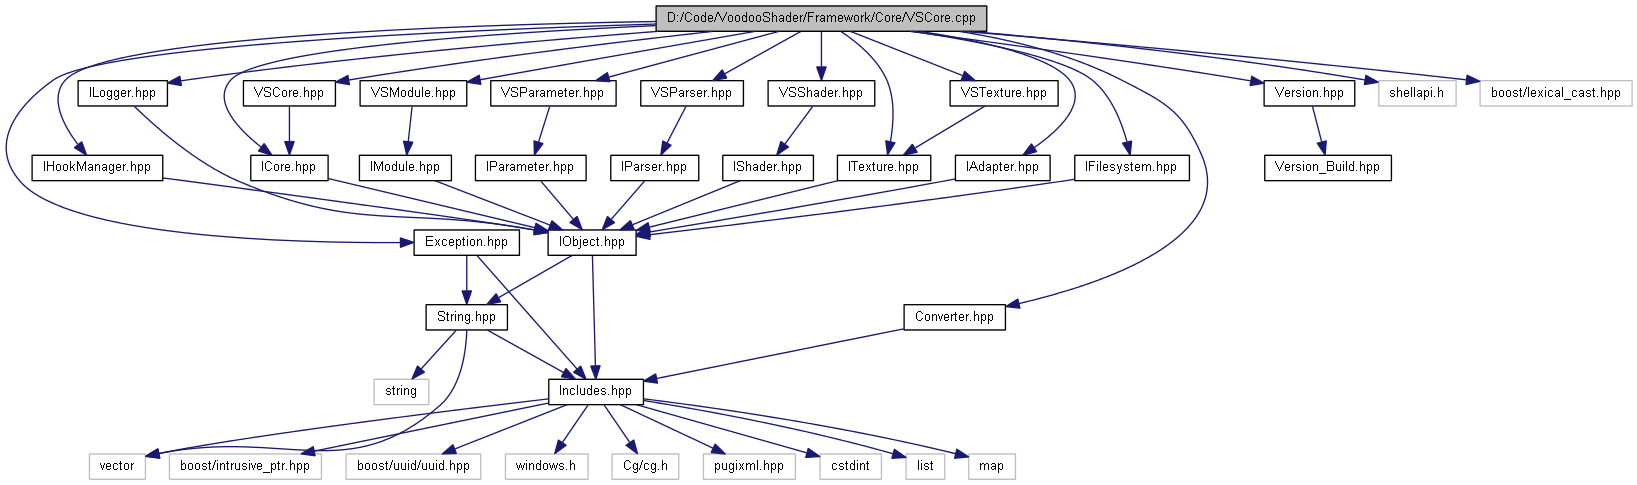 D:/Code/VoodooShader/Framework/Core/VSCore.cpp
ILogger.hpp
VSCore.hpp
VSModule.hpp
VSParameter.hpp
VSParser.hpp
VSShader.hpp
VSTexture.hpp
Version.hpp
shellapi.h
boost/lexical_cast.hpp
IHookManager.hpp
ICore.hpp
IModule.hpp
IParameter.hpp
IParser.hpp
IShader.hpp
ITexture.hpp
IAdapter.hpp
IFilesystem.hpp
Version_Build.hpp
Exception.hpp
IObject.hpp
String.hpp
Converter.hpp
string
Includes.hpp
vector
boost/intrusive_ptr.hpp
boost/uuid/uuid.hpp
windows.h
Cg/cg.h
pugixml.hpp
cstdint
list
map